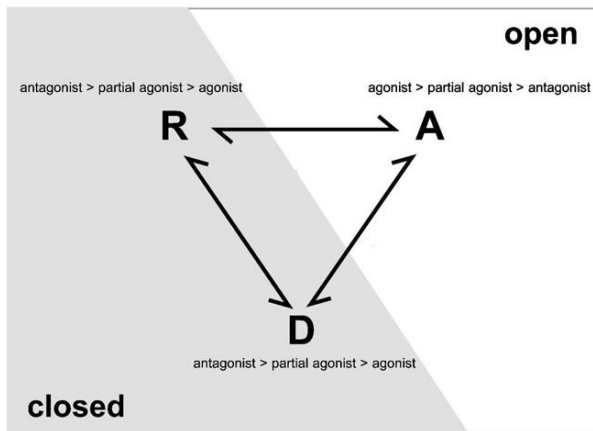 open
antagonist > partial agonist > agonist
agonist > partial agonist > antagonist
R
A
D
antagonist > partial agonist > agonist
closed